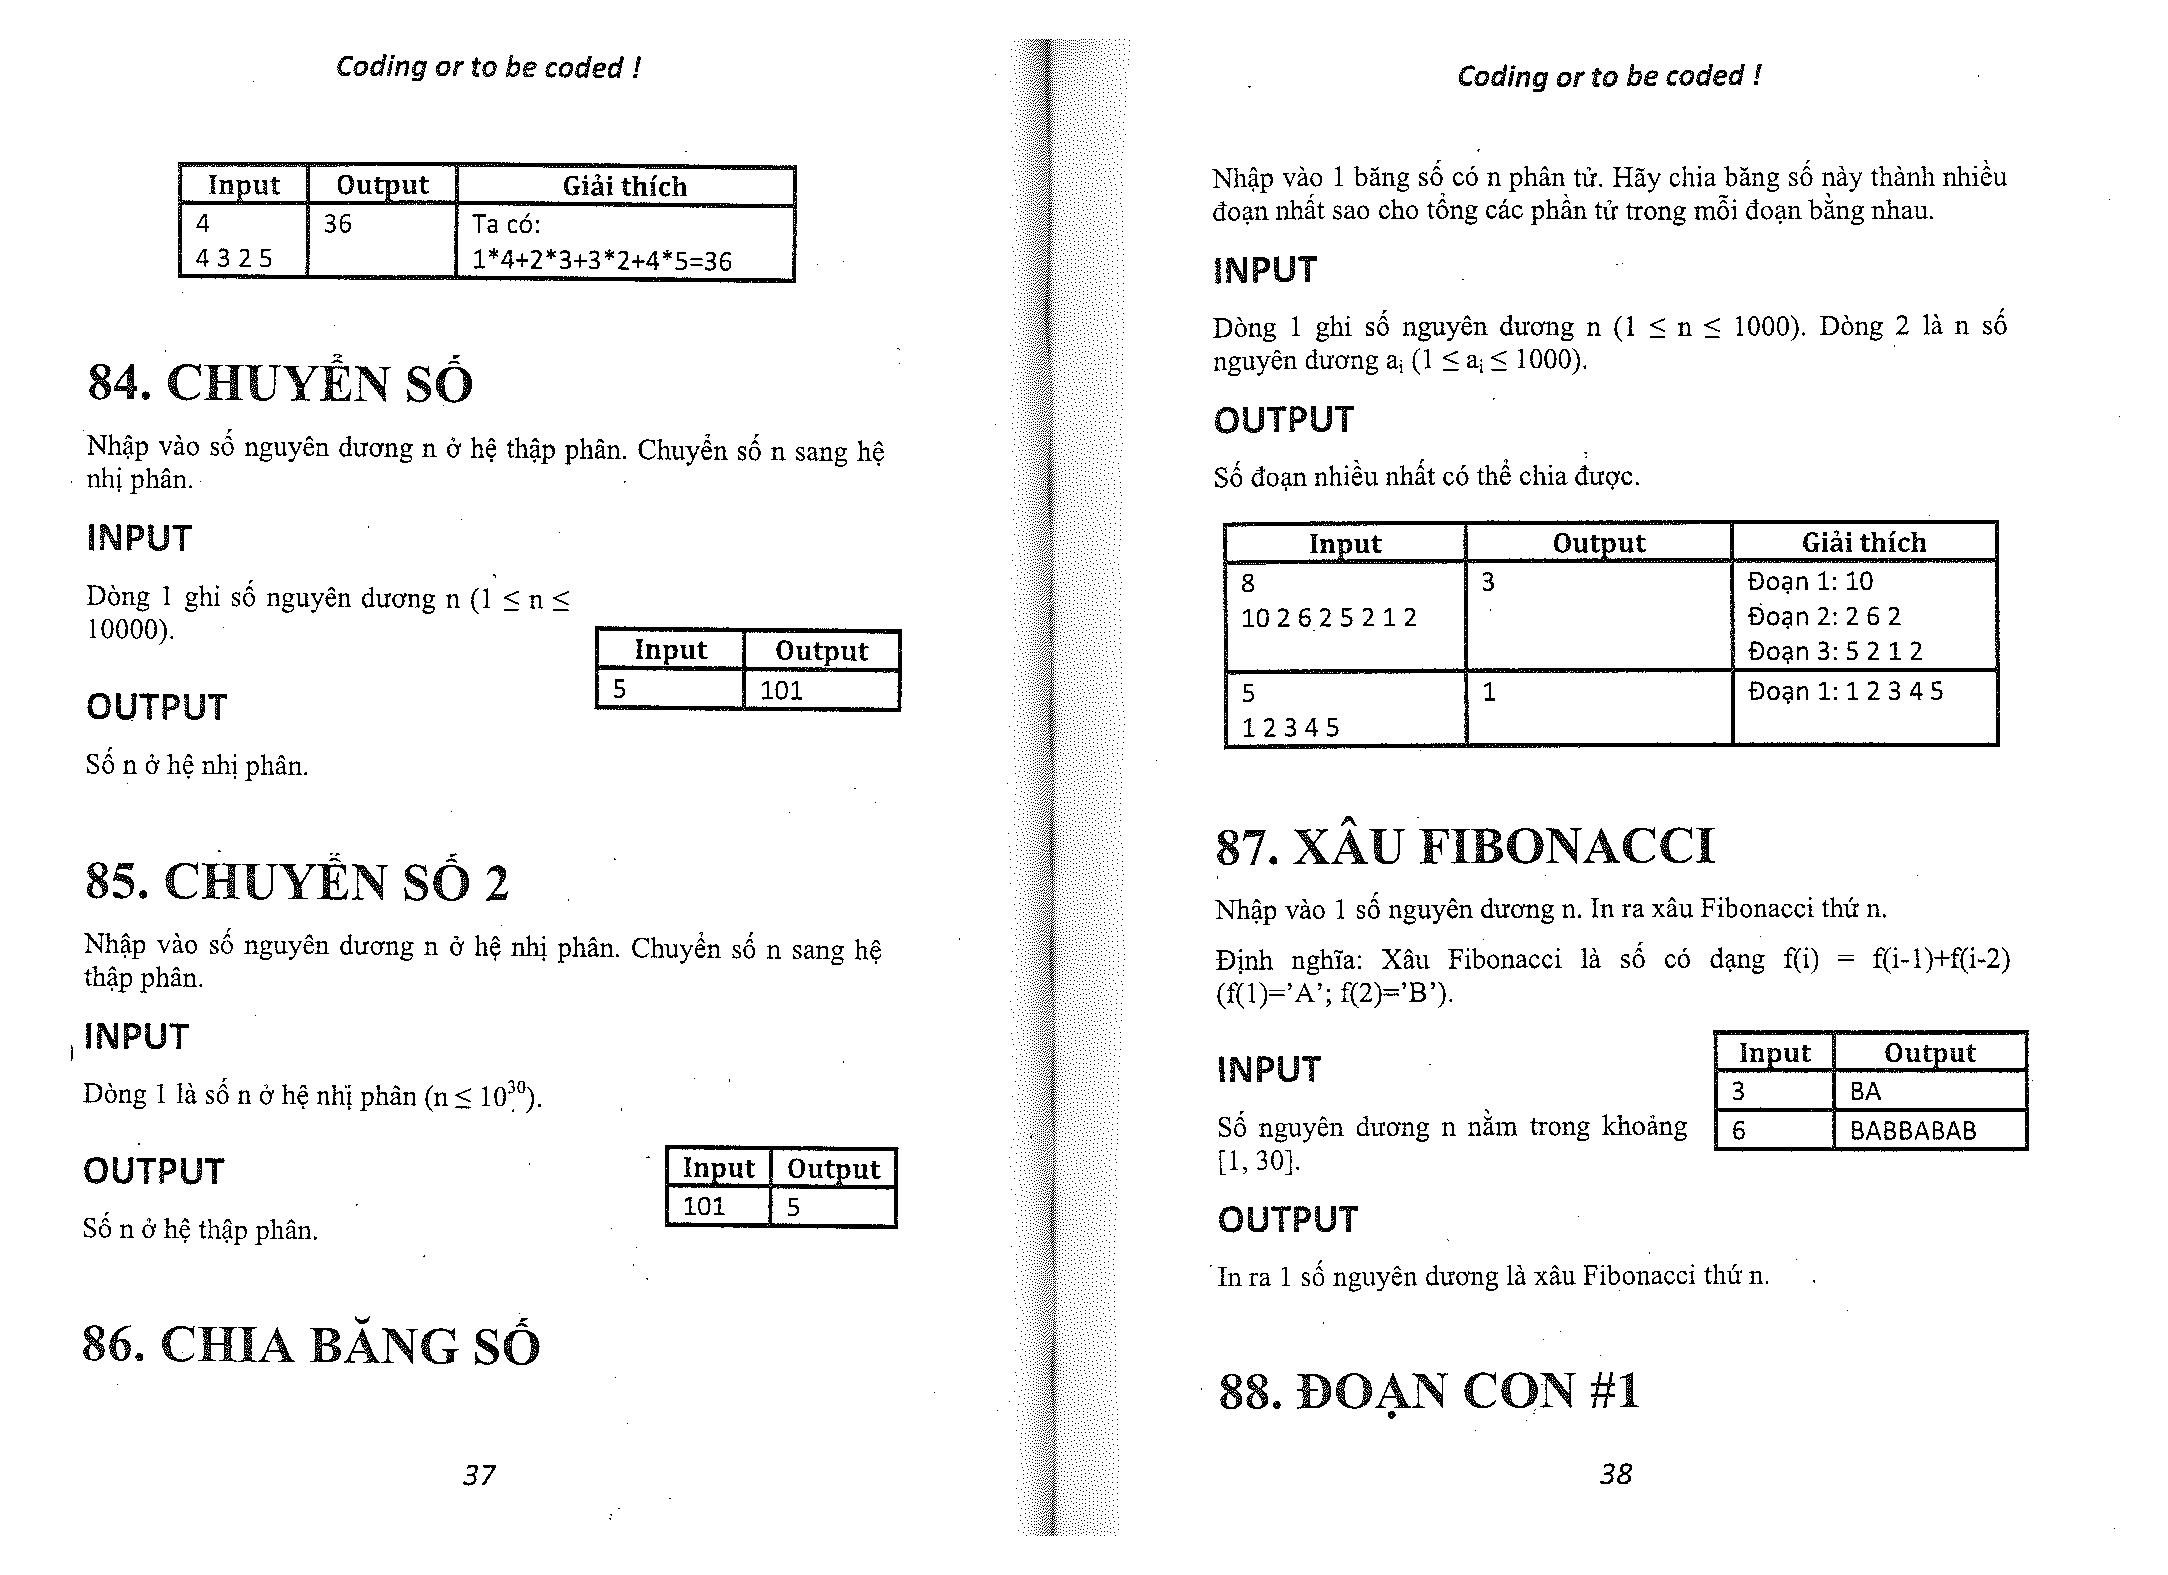 Coding or to be coded !
Input Output Giải thích
4 36 Ta có:
4 3 2 5 1*4+2*3+3*2+4*5=36
84. CHUYỂN SỐ
Nhập vào số nguyên dương n ở hệ thập phân. Chuyển số n sang hệ
nhị phân.
INPUT
Dòng 1 ghi số nguyên dương n (1 ≤ n ≤
10000).
Input Output
5 101
OUTPUT
Số n ở hệ nhị phân.
85. CHUYỂN SỐ 2
Nhập vào số nguyên dương n ở hệ nhị phân. Chuyển số n sang hệ
thập phân.
INPUT
Dòng 1 là số n ở hệ nhị phân (n ≤ 10³⁰).
OUTPUT
Input Output
101 5
Số n ở hệ thập phân.
86. CHIA BĂNG SỐ
37
Coding or to be coded !
Nhập vào 1 băng số có n phân tử. Hãy chia băng số này thành nhiều
đoạn nhất sao cho tổng các phần tử trong mỗi đoạn bằng nhau.
INPUT
Dòng 1 ghi số nguyên dương n (1 ≤ n ≤ 1000). Dòng 2 là n số
nguyên dương aᵢ (1 ≤ aᵢ ≤ 1000).
OUTPUT
Số đoạn nhiều nhất có thể chia được.
Input Output Giải thích
8 3 Đoạn 1: 10
10 2 6 2 5 2 1 2 Đoạn 2: 2 6 2
Đoạn 3: 5 2 1 2
5 1 Đoạn 1: 1 2 3 4 5
1 2 3 4 5
87. XÂU FIBONACCI
Nhập vào 1 số nguyên dương n. In ra xâu Fibonacci thứ n.
Định nghĩa: Xâu Fibonacci là số có dạng f(i) = f(i-1)+f(i-2)
(f(1)=’A’; f(2)=’B’).
INPUT
Số nguyên dương n nằm trong khoảng
[1, 30].
Input Output
3 BA
6 BABBABAB
OUTPUT
In ra 1 số nguyên dương là xâu Fibonacci thứ n.
88. ĐOẠN CON #1
38